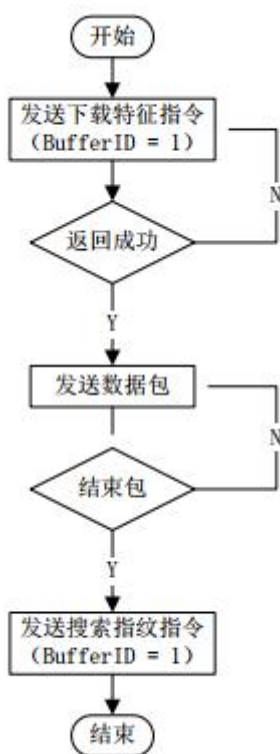 开始
发送下载特征指令
(BufferID = 1)
N
返回成功
Y
发送数据包
N
结束包
Y
发送搜索指纹指令
(BufferID = 1)
结束